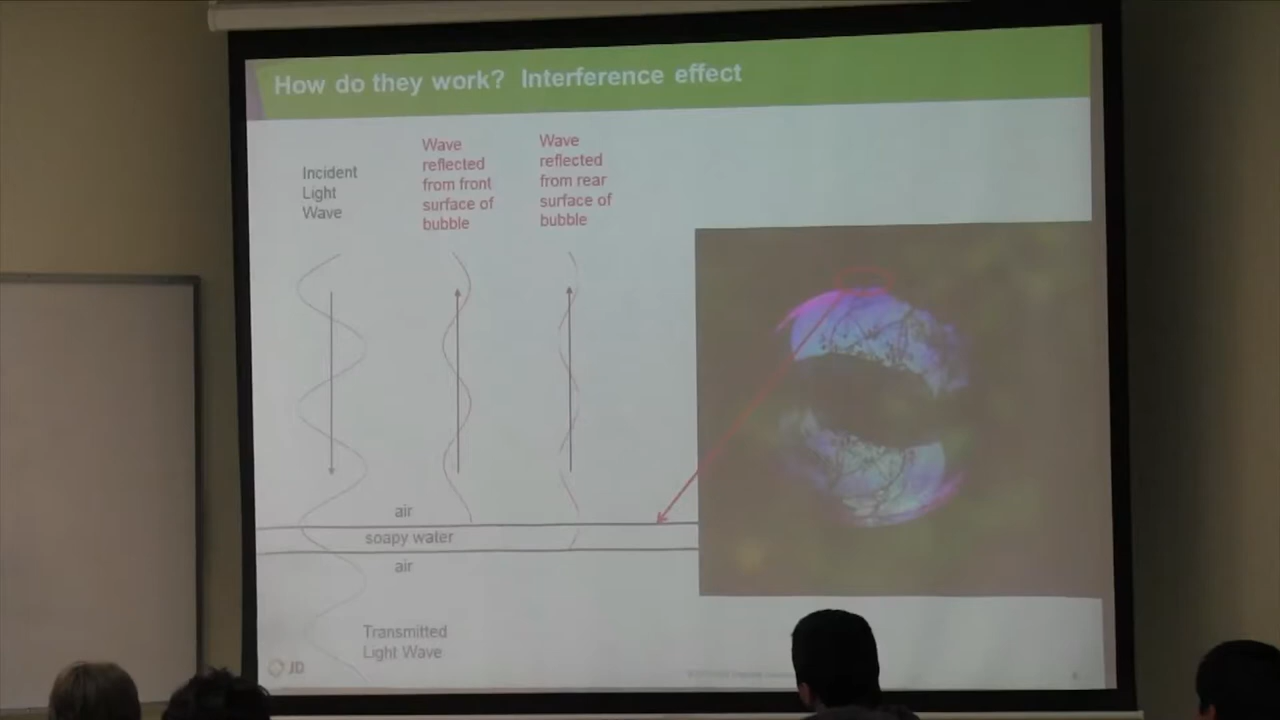 How do they work? Interference effect
Incident
Light
Wave
Wave
reflected
from front
surface of
bubble
Wave
reflected
from rear
surface of
bubble
air
soapy water
air
Transmitted
Light Wave
JD